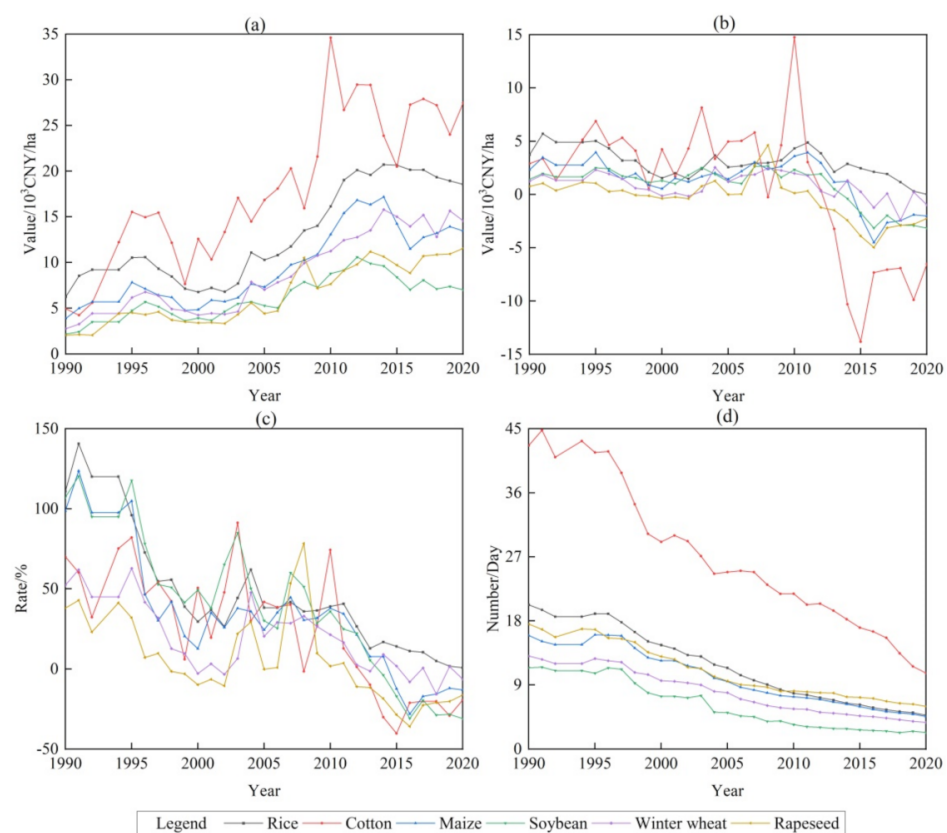 (a)
(b)
35
30
25
20
15
10
5
0
Value/10³CNY/ha
1990 1995 2000 2005 2010 2015 2020
Year
15
10
5
0
-5
-10
-15
Value/10³CNY/ha
1990 1995 2000 2005 2010 2015 2020
Year
(c)
(d)
150
100
50
0
-50
Rate/%
1990 1995 2000 2005 2010 2015 2020
Year
45
36
27
18
9
0
Number/Day
1990 1995 2000 2005 2010 2015 2020
Year
Legend Rice Cotton Maize Soybean Winter wheat Rapeseed